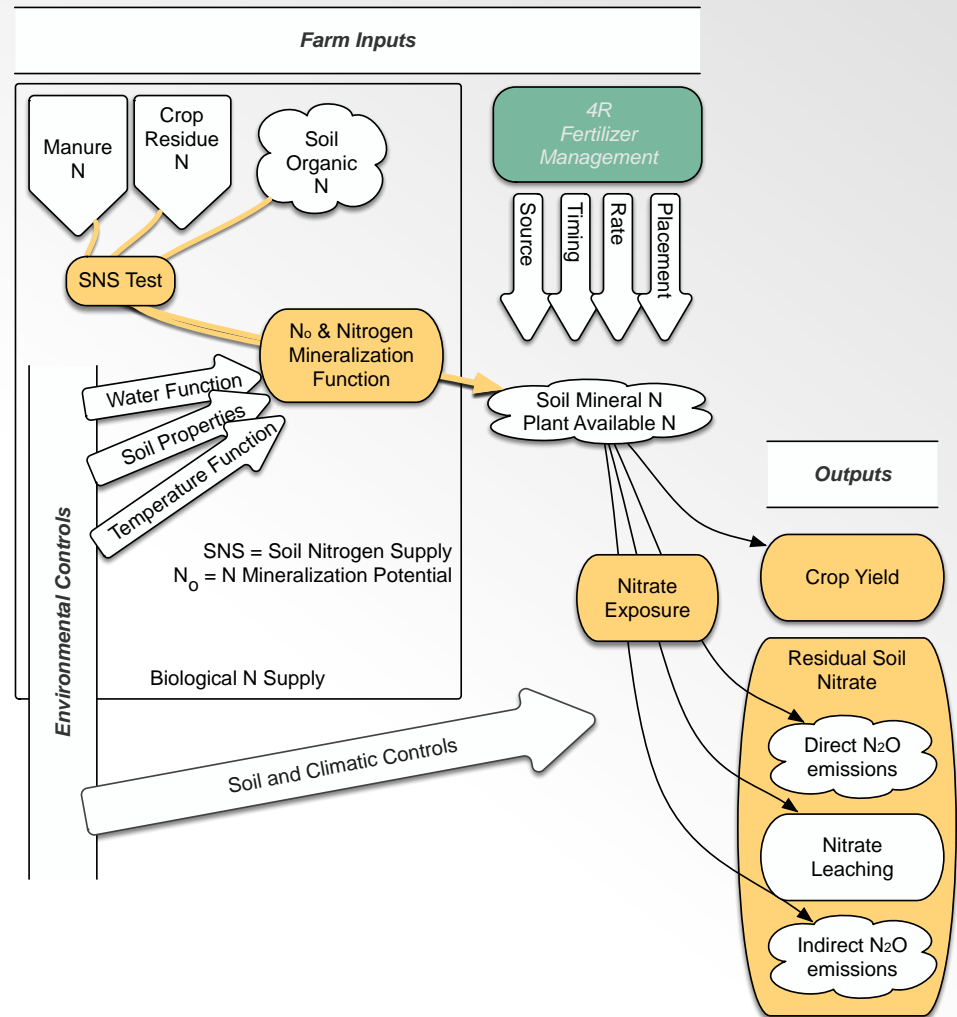 Farm Inputs
Manure
N
Crop
Residue
N
Soil
Organic
N
4R
Fertilizer
Management
Source
Timing
Rate
Placement
SNS Test
No & Nitrogen
Mineralization
Function
Water Function
Soil Properties
Temperature Function
Soil Mineral N
Plant Available N
Outputs
Environmental Controls
SNS = Soil Nitrogen Supply
No = N Mineralization Potential
Nitrate
Exposure
Crop Yield
Biological N Supply
Residual Soil
Nitrate
Soil and Climatic Controls
Direct N2O
emissions
Nitrate
Leaching
Indirect N2O
emissions